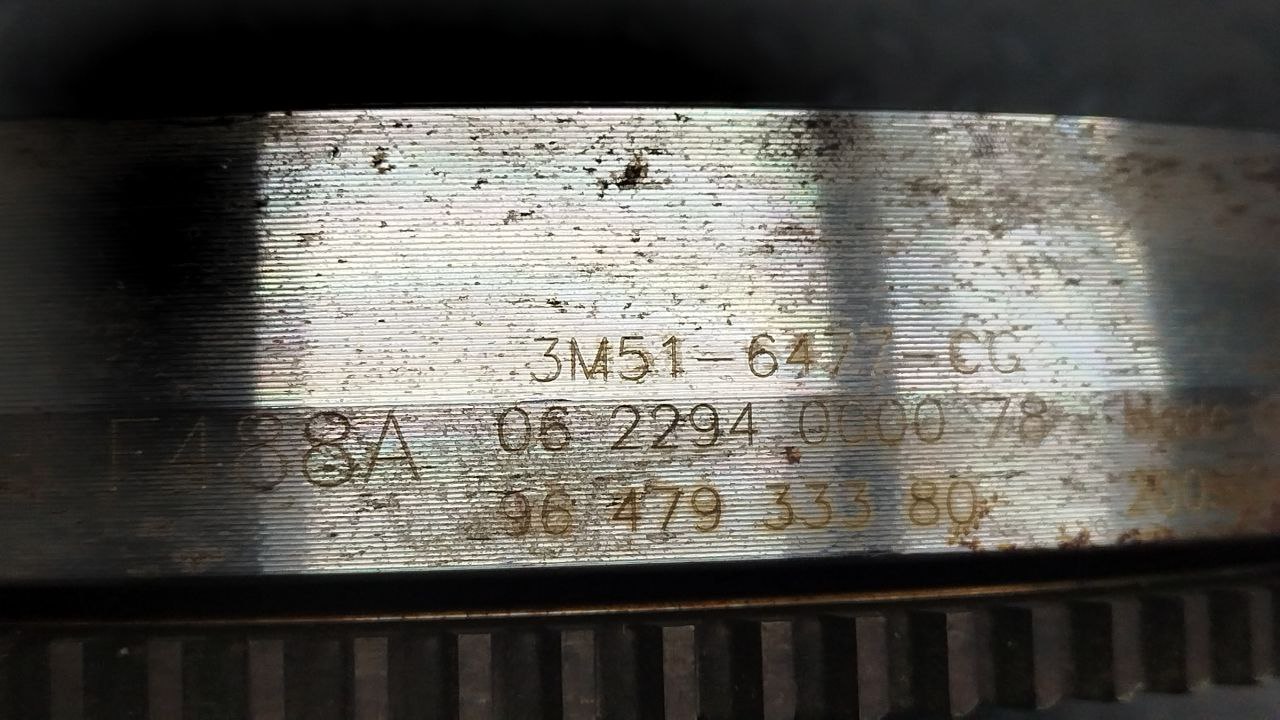 3M51-6477-CG
F488A 06 2294 0000 78
96 479 333 80